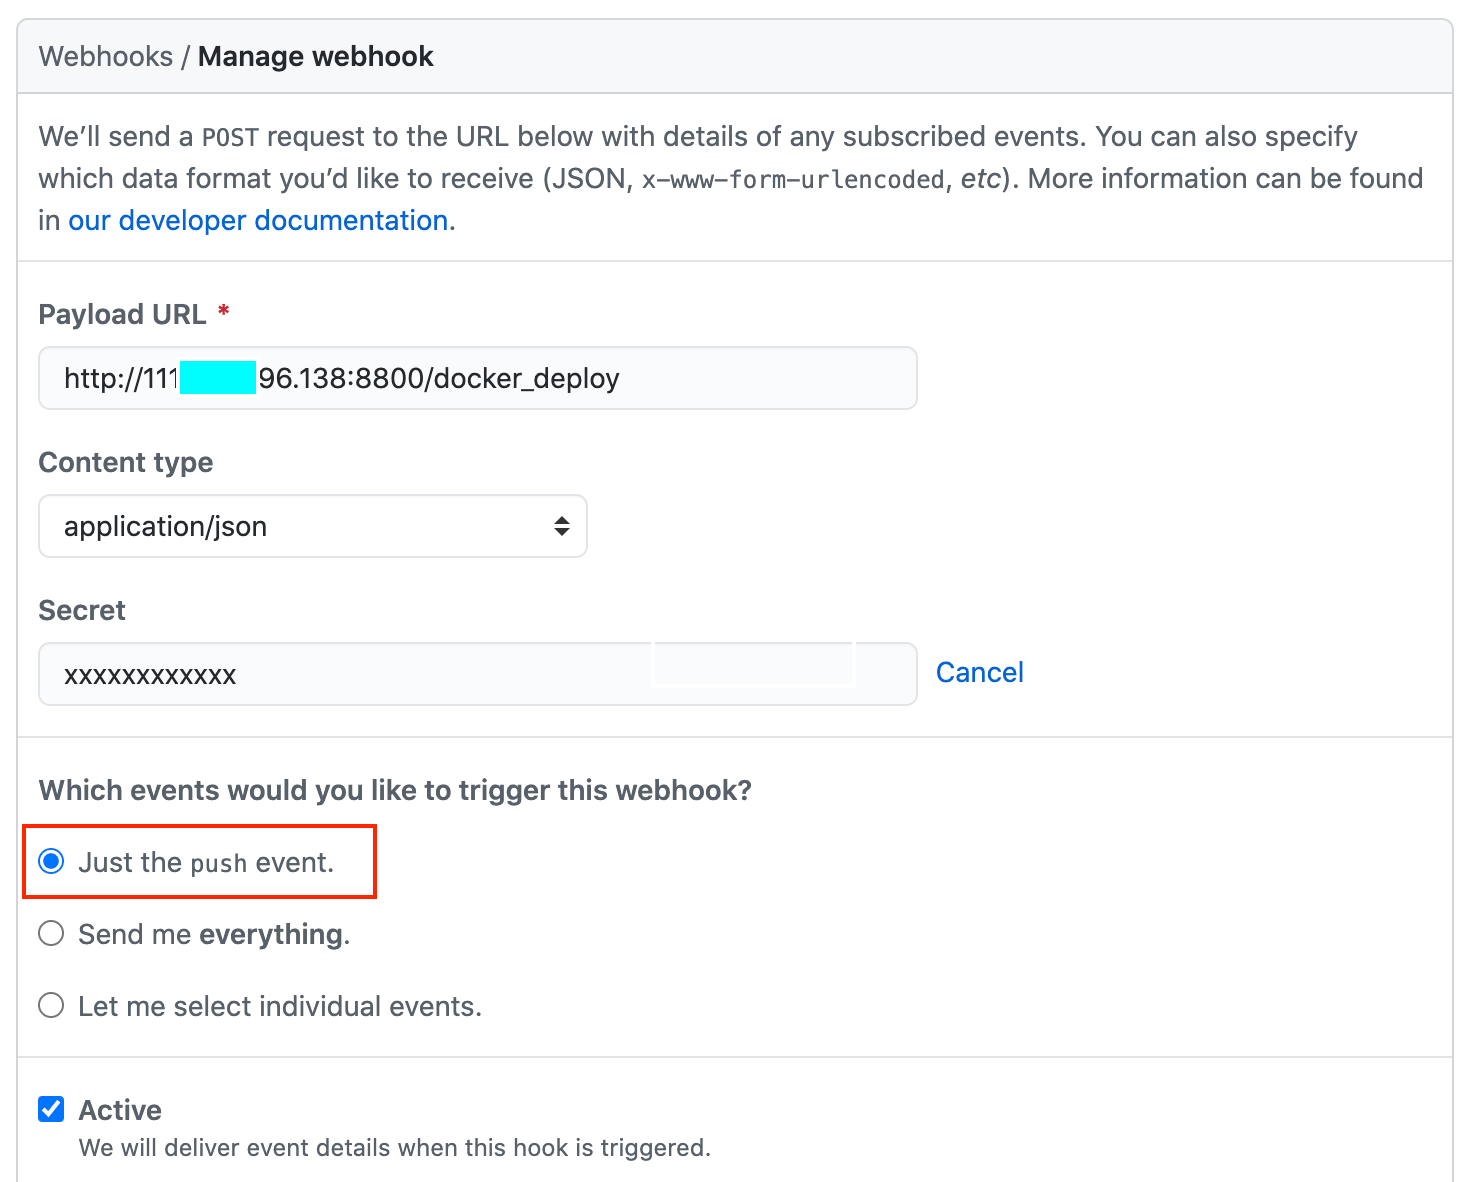 Webhooks / Manage webhook
We’ll send a POST request to the URL below with details of any subscribed events. You can also specify
which data format you’d like to receive (JSON, x-www-form-urlencoded, etc). More information can be found
in our developer documentation.
Payload URL *
http://111 96.138:8800/docker_deploy
Content type
application/json
Secret
xxxxxxxxxxxx
Cancel
Which events would you like to trigger this webhook?
Just the push event.
Send me everything.
Let me select individual events.
Active
We will deliver event details when this hook is triggered.